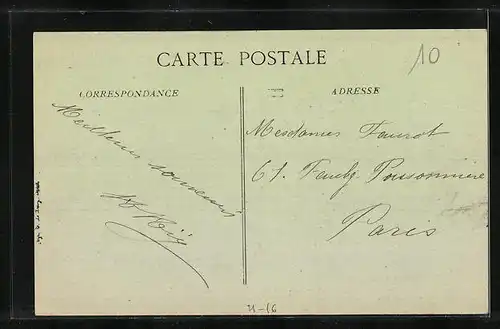 CARTE POSTALE
10
CORRESPONDANCE
ADRESSE
Meilleurs souvenirs
Mesdames Faurot
61. Faubg Poissonnière
Paris